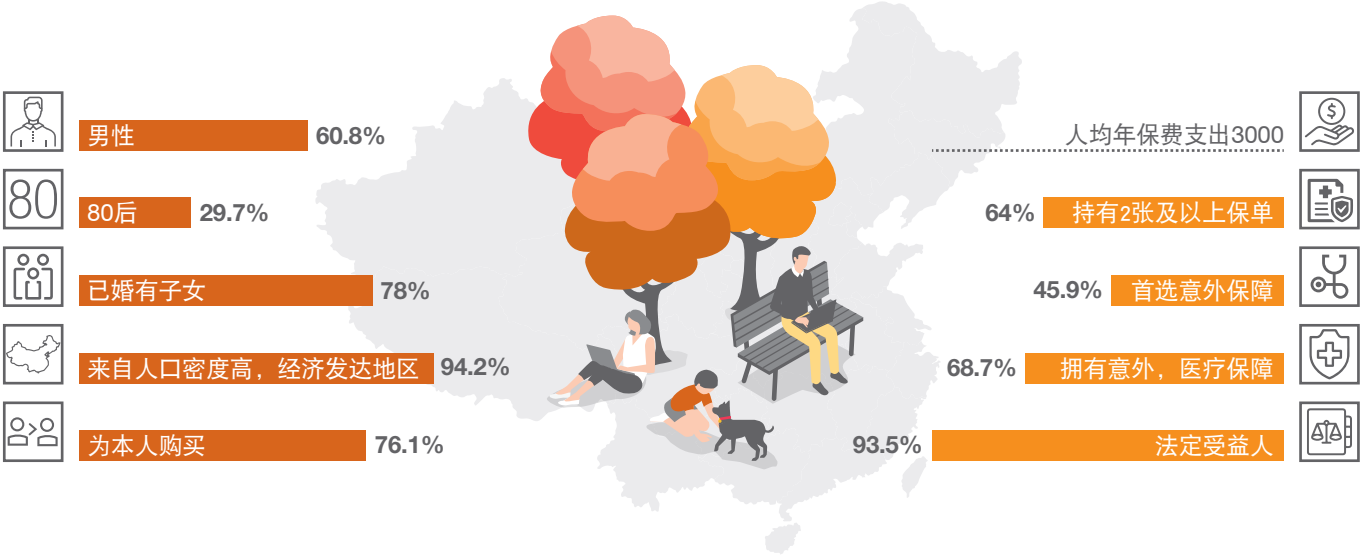 男性
60.8%
80
80后
29.7%
已婚有子女
78%
来自人口密度高，经济发达地区
94.2%
为本人购买
76.1%
人均年保费支出3000
$
64%
持有2张及以上保单
45.9%
首选意外保障
68.7%
拥有意外，医疗保障
93.5%
法定受益人